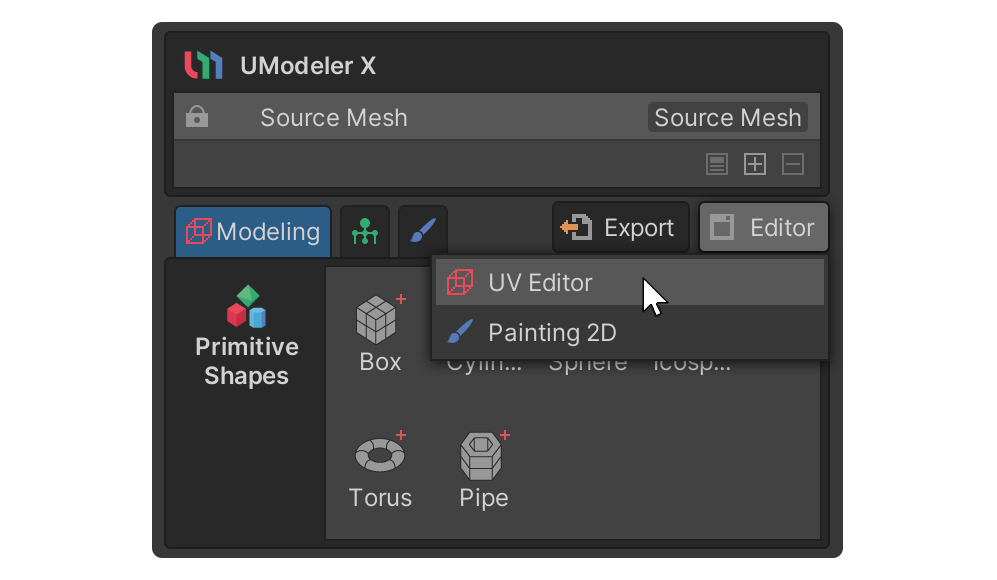 UModeler X
Source Mesh Source Mesh
Modeling Export Editor
UV Editor
Painting 2D
Primitive
Shapes
Box Cylin... Sphere Icosp...
Torus Pipe